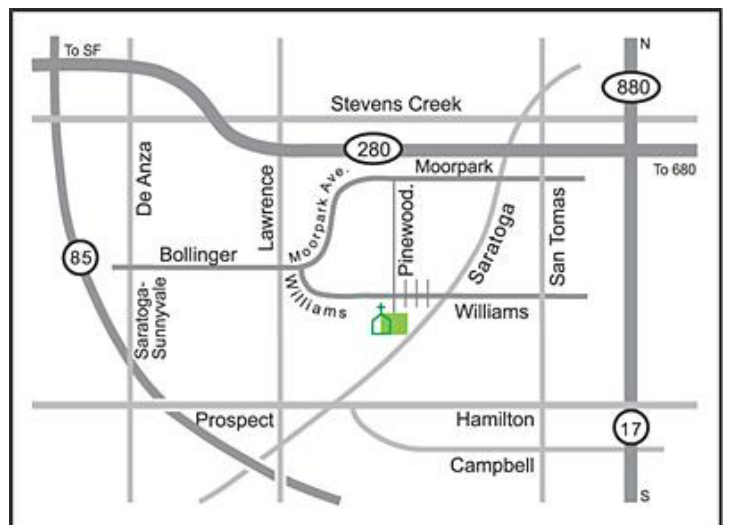 To SF
N
880
Stevens Creek
280
Moorpark
To 680
De Anza
Lawrence
Moorpark Ave.
Pinewood.
Saratoga
San Tomas
85
Bollinger
Saratoga-
Sunnyvale
Williams
Williams
Prospect
Hamilton
17
Campbell
S